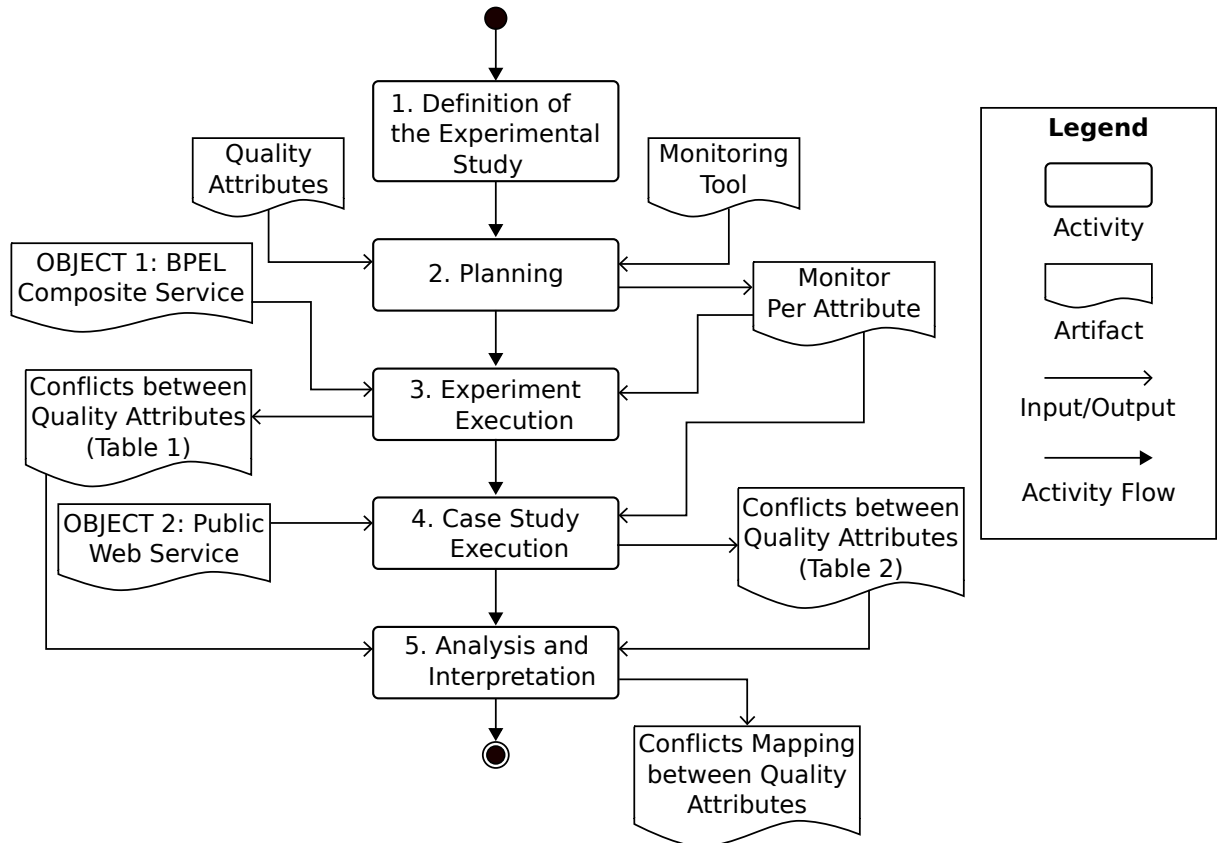 1. Definition of
the Experimental
Study
Quality
Attributes
Monitoring
Tool
2. Planning
OBJECT 1: BPEL
Composite Service
Monitor
Per Attribute
3. Experiment
Execution
Conflicts between
Quality Attributes
(Table 1)
OBJECT 2: Public
Web Service
4. Case Study
Execution
Conflicts between
Quality Attributes
(Table 2)
5. Analysis and
Interpretation
Conflicts Mapping
between Quality
Attributes
Legend
Activity
Artifact
Input/Output
Activity Flow